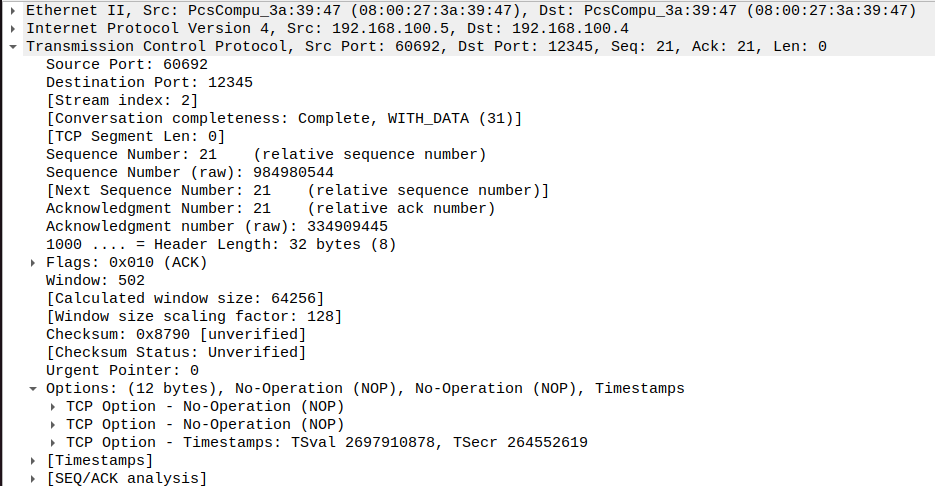 Ethernet II, Src: PcsCompu_3a:39:47 (08:00:27:3a:39:47), Dst: PcsCompu_3a:39:47 (08:00:27:3a:39:47)
Internet Protocol Version 4, Src: 192.168.100.5, Dst: 192.168.100.4
Transmission Control Protocol, Src Port: 60692, Dst Port: 12345, Seq: 21, Ack: 21, Len: 0
Source Port: 60692
Destination Port: 12345
[Stream index: 2]
[Conversation completeness: Complete, WITH_DATA (31)]
[TCP Segment Len: 0]
Sequence Number: 21    (relative sequence number)
Sequence Number (raw): 984980544
[Next Sequence Number: 21    (relative sequence number)]
Acknowledgment Number: 21    (relative ack number)
Acknowledgment number (raw): 334909445
1000 .... = Header Length: 32 bytes (8)
Flags: 0x010 (ACK)
Window: 502
[Calculated window size: 64256]
[Window size scaling factor: 128]
Checksum: 0x8790 [unverified]
[Checksum Status: Unverified]
Urgent Pointer: 0
Options: (12 bytes), No-Operation (NOP), No-Operation (NOP), Timestamps
TCP Option - No-Operation (NOP)
TCP Option - No-Operation (NOP)
TCP Option - Timestamps: TSval 2697910878, TSecr 264552619
[Timestamps]
[SEQ/ACK analysis]